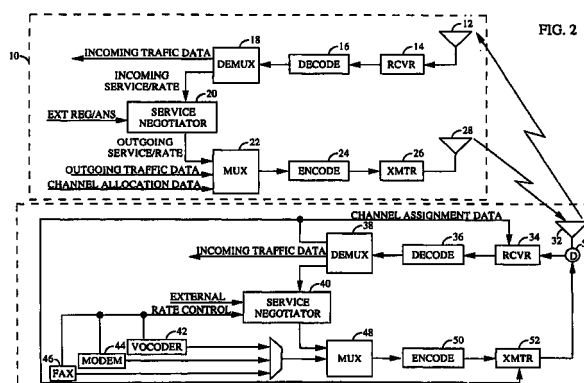 FIG. 2
10
INCOMING TRAFIC DATA
18
DEMUX
16
DECODE
14
RCVR
12
INCOMING
SERVICE/RATE
20
EXT REG/ANS
SERVICE
NEGOTIATOR
OUTGOING
SERVICE/RATE
22
MUX
24
ENCODE
26
XMTR
28
OUTGOING TRAFFIC DATA
CHANNEL ALLOCATION DATA
CHANNEL ASSIGNMENT DATA
32
38
INCOMING TRAFFIC DATA
DEMUX
36
DECODE
34
RCVR
D
EXTERNAL
RATE CONTROL
40
SERVICE
NEGOTIATOR
42
VOCODER
44
MODEM
46
FAX
48
MUX
50
ENCODE
52
XMTR